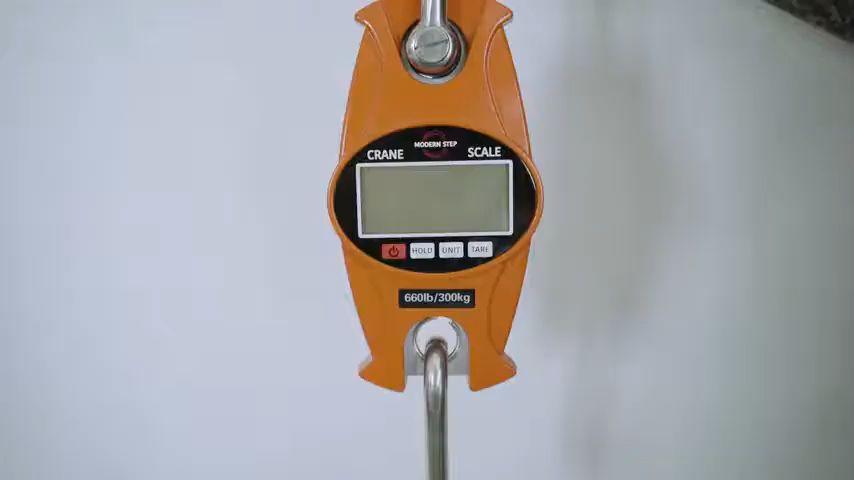 MODERN STEP
CRANE SCALE
HOLD UNIT TARE
660lb/300kg